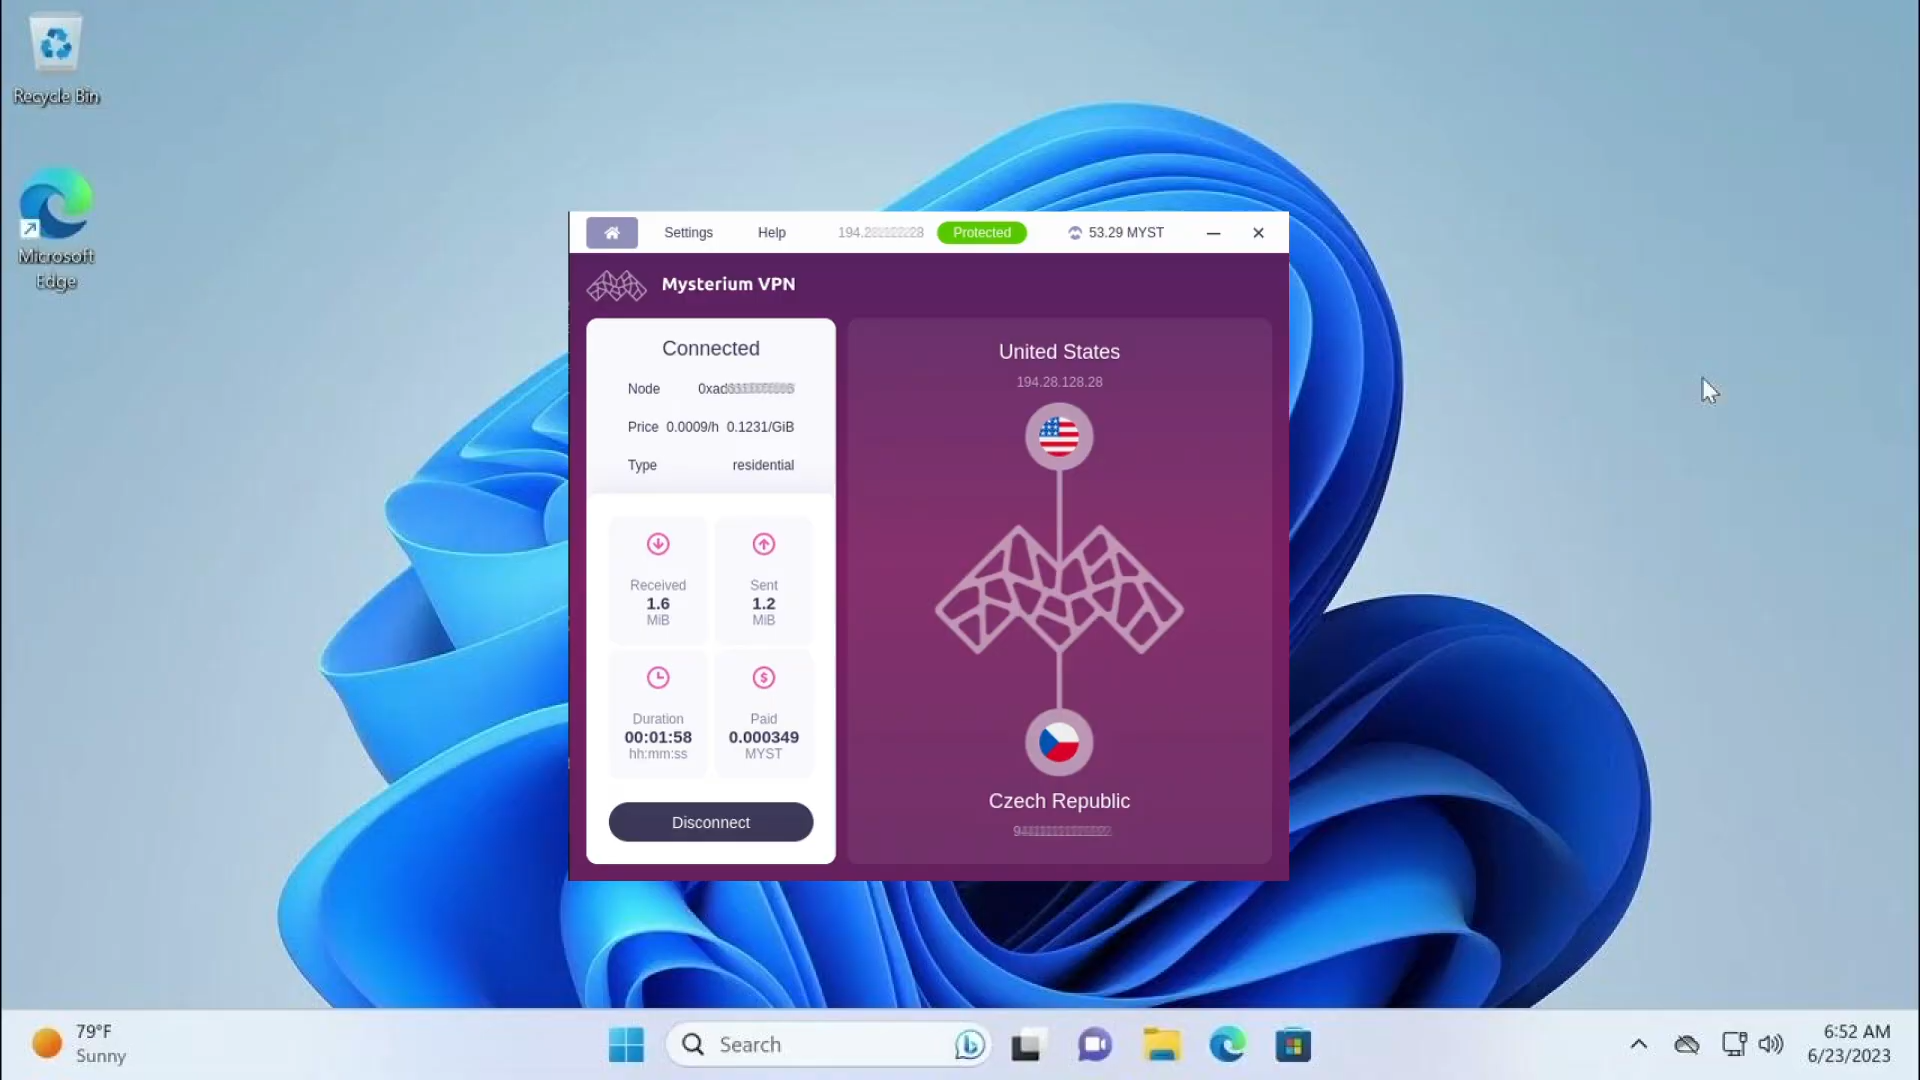 Recycle Bin
Microsoft
Edge
Settings Help Protected 53.29 MYST
Mysterium VPN
Connected
Node
Price 0.0009/h 0.1231/GiB
Type residential
Received
1.6
MiB
Sent
1.2
MiB
Duration
00:01:58
hh:mm:ss
Paid
0.000349
MYST
Disconnect
United States
194.28.128.28
Czech Republic
79°F
Sunny
Search
6:52 AM
6/23/2023